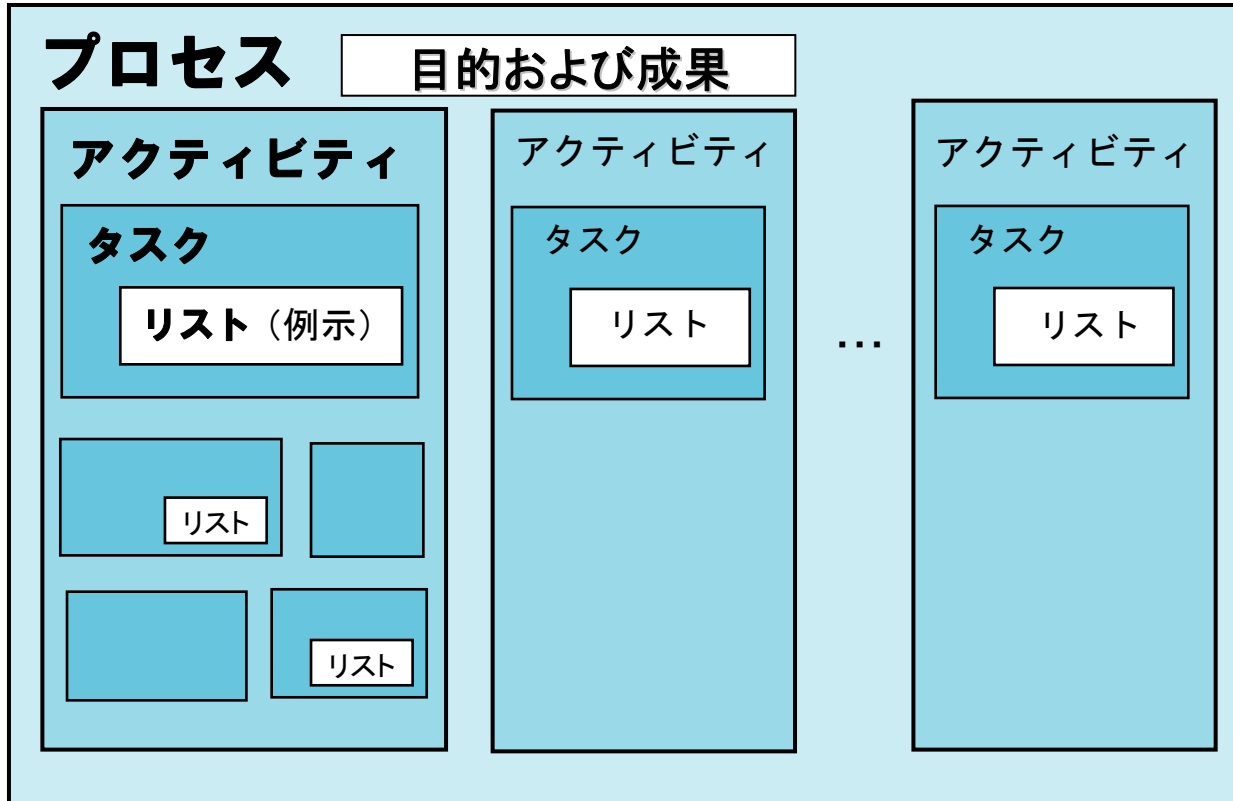 プロセス
目的および成果
アクティビティ
タスク
リスト（例示）
リスト
リスト
アクティビティ
タスク
リスト
…
アクティビティ
タスク
リスト